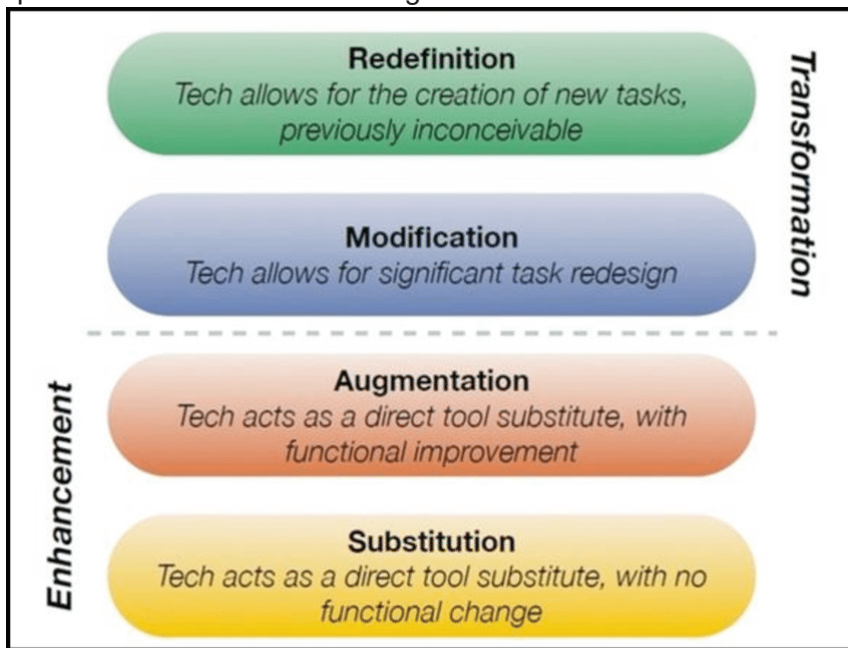 Redefinition
Tech allows for the creation of new tasks,
previously inconceivable
Transformation
Modification
Tech allows for significant task redesign
Augmentation
Tech acts as a direct tool substitute, with
functional improvement
Enhancement
Substitution
Tech acts as a direct tool substitute, with no
functional change